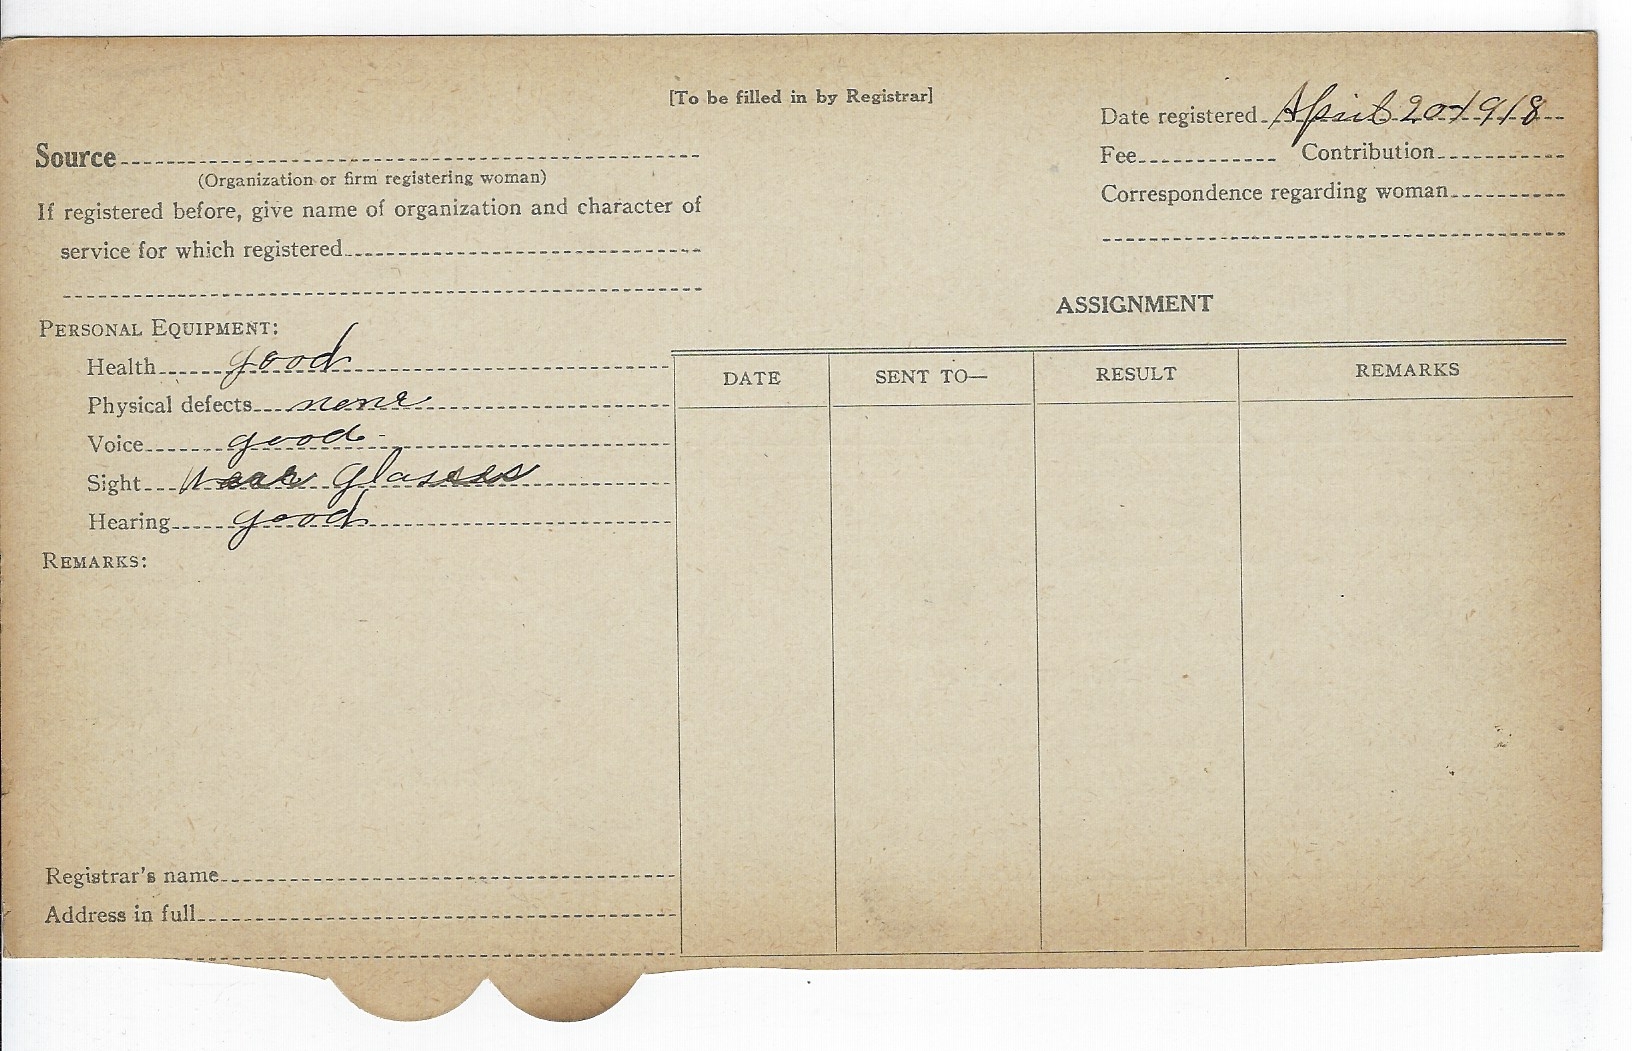 [To be filled in by Registrar]
Date registered April 20-1918
Source
Fee Contribution
(Organization or firm registering woman)
Correspondence regarding woman
If registered before, give name of organization and character of
service for which registered
ASSIGNMENT
PERSONAL EQUIPMENT:
Health good
Physical defects none
Voice good
Sight Wear glasses
Hearing good
REMARKS:
DATE SENT TO— RESULT REMARKS
Registrar's name
Address in full